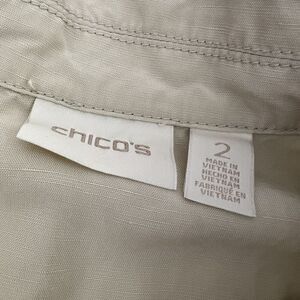 chico's
2
MADE IN
VIETNAM
HECHO EN
VIETNAM
FABRIQUÉ EN
VIETNAM